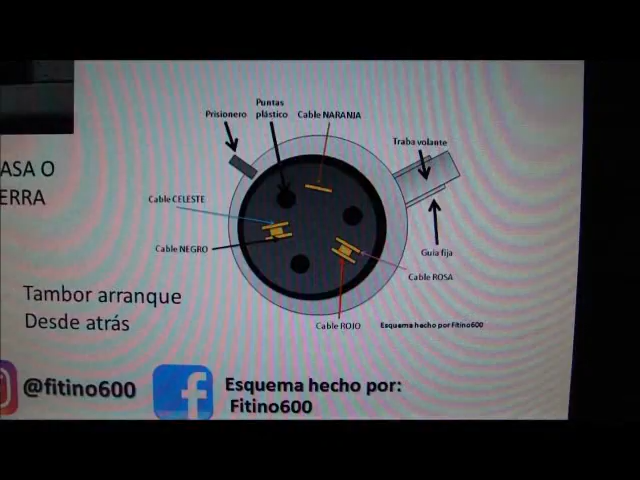 Puntas
plástico
Prisionero
Cable NARANJA
Traba volante
ASA O
ERRA
Cable CELESTE
Cable NEGRO
Guia fija
Cable ROSA
Tambor arranque
Desde atrás
Cable ROJO
Esquema hecho por Fitino600
@fitino600
Esquema hecho por:
Fitino600